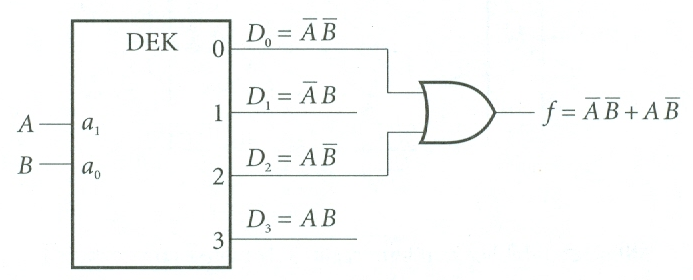 DEK
0 D₀ = A̅ B̅
1 D₁ = A̅ B
A a₁
B a₀
2 D₂ = A B̅
3 D₃ = A B
f = A̅ B̅ + A B̅